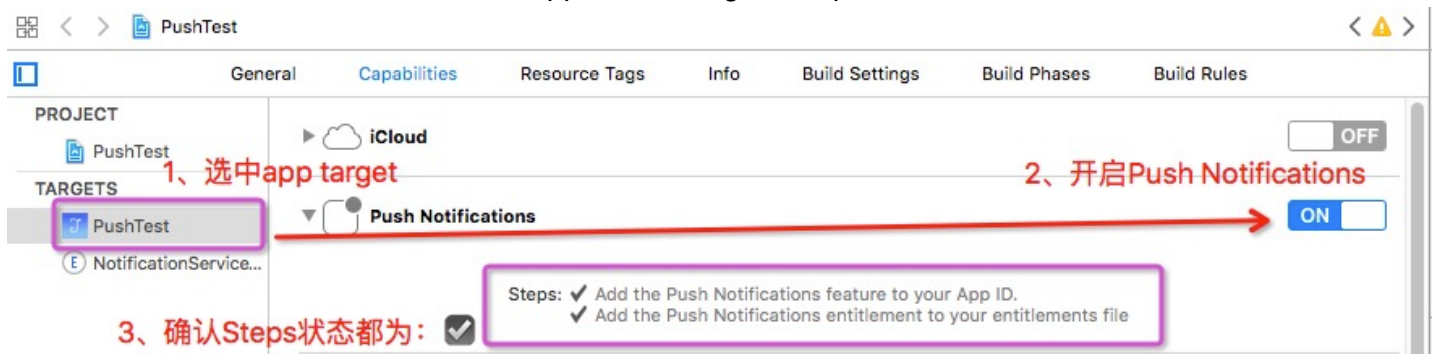 PushTest
General Capabilities Resource Tags Info Build Settings Build Phases Build Rules
PROJECT
PushTest
TARGETS
PushTest
NotificationService...
iCloud
OFF
1、选中app target
2、开启Push Notifications
Push Notifications
ON
Steps: ✔ Add the Push Notifications feature to your App ID.
✔ Add the Push Notifications entitlement to your entitlements file
3、确认Steps状态都为：